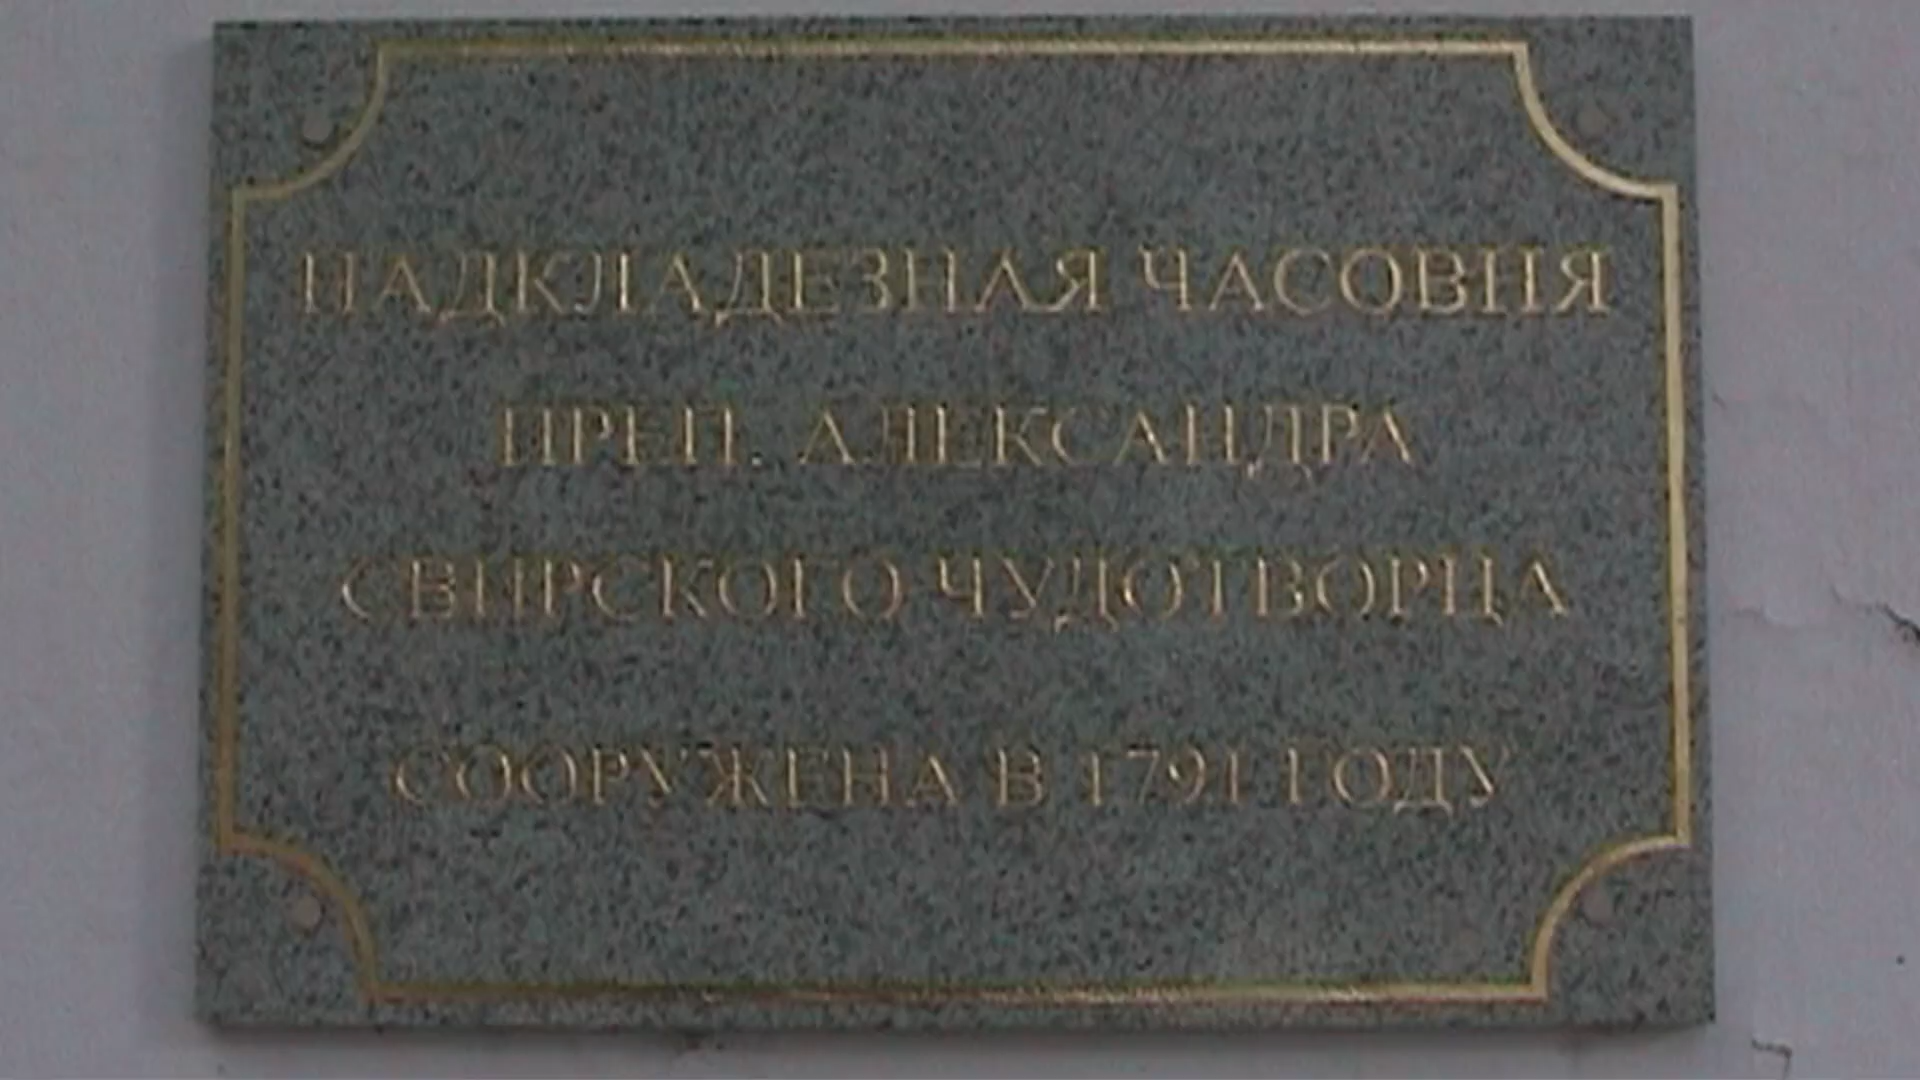 НАДКЛАДЕЗНАЯ ЧАСОВНЯ
ПРЕП. АЛЕКСАНДРА
СВИРСКОГО ЧУДОТВОРЦА
СООРУЖЕНА В 1791 ГОДУ